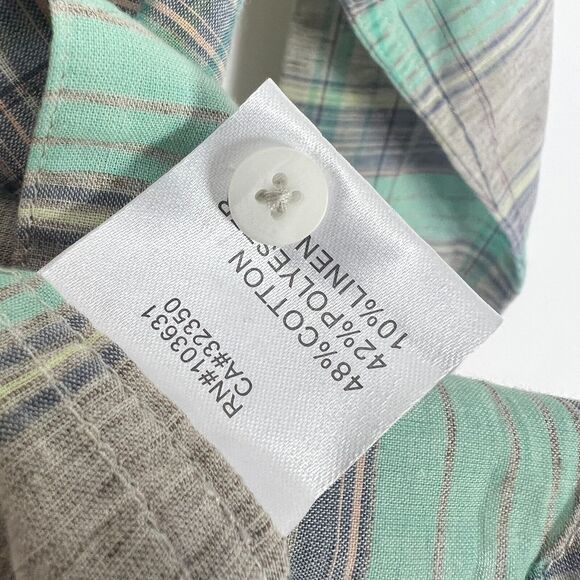 48%COTTON
42%POLYESTER
10%LINEN
RN#103631
CA#32350